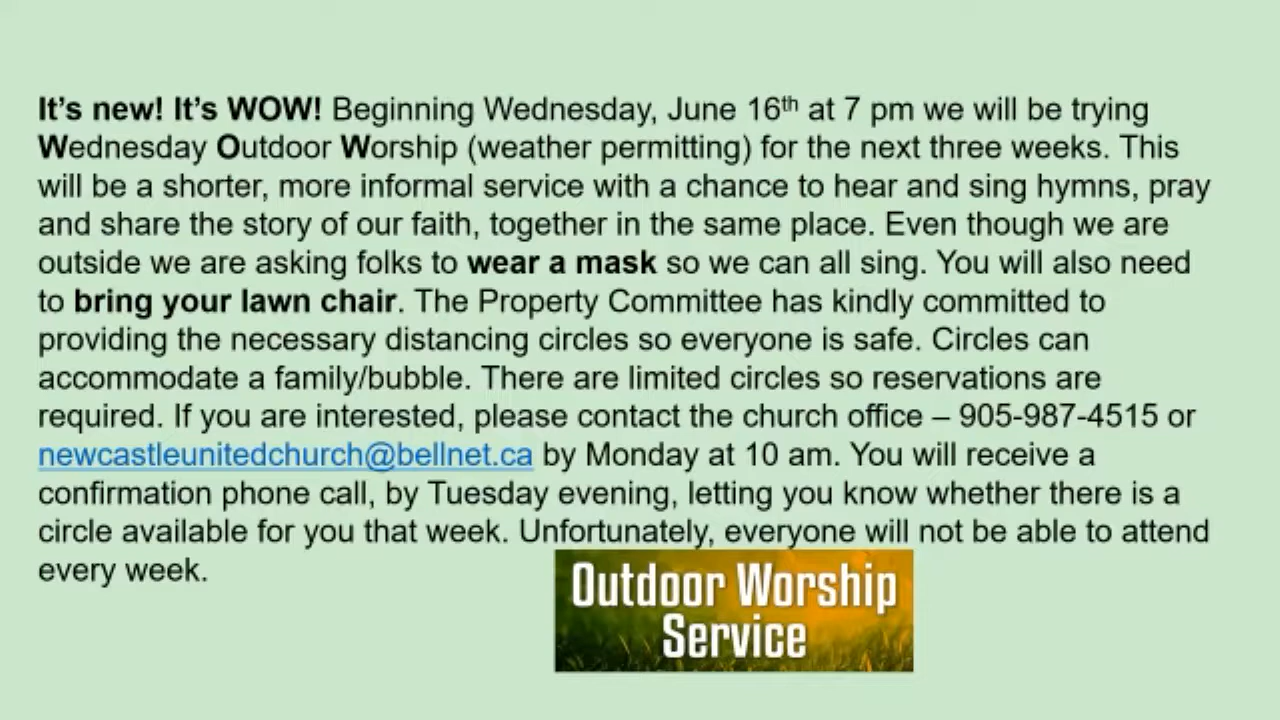 It's new! It's WOW! Beginning Wednesday, June 16th at 7 pm we will be trying
Wednesday Outdoor Worship (weather permitting) for the next three weeks. This
will be a shorter, more informal service with a chance to hear and sing hymns, pray
and share the story of our faith, together in the same place. Even though we are
outside we are asking folks to wear a mask so we can all sing. You will also need
to bring your lawn chair. The Property Committee has kindly committed to
providing the necessary distancing circles so everyone is safe. Circles can
accommodate a family/bubble. There are limited circles so reservations are
required. If you are interested, please contact the church office – 905-987-4515 or
newcastleunitedchurch@bellnet.ca by Monday at 10 am. You will receive a
confirmation phone call, by Tuesday evening, letting you know whether there is a
circle available for you that week. Unfortunately, everyone will not be able to attend
every week.
Outdoor Worship
Service